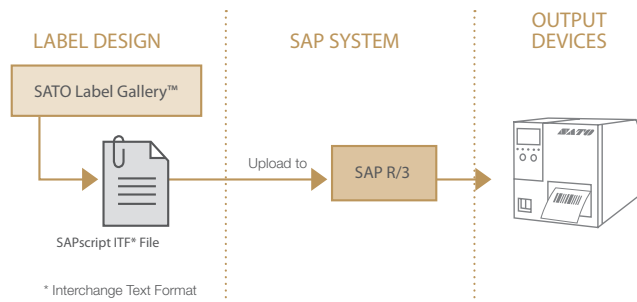 LABEL DESIGN
SAP SYSTEM
OUTPUT
DEVICES
SATO Label Gallery™
Upload to
SAP R/3
SATO
SAPscript ITF* File
* Interchange Text Format